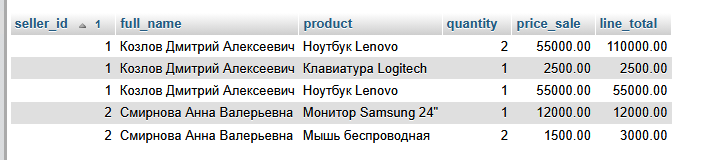 seller_id 1 full_name product quantity price_sale line_total
1 Козлов Дмитрий Алексеевич Ноутбук Lenovo 2 55000.00 110000.00
1 Козлов Дмитрий Алексеевич Клавиатура Logitech 1 2500.00 2500.00
1 Козлов Дмитрий Алексеевич Ноутбук Lenovo 1 55000.00 55000.00
2 Смирнова Анна Валерьевна Монитор Samsung 24" 1 12000.00 12000.00
2 Смирнова Анна Валерьевна Мышь беспроводная 2 1500.00 3000.00